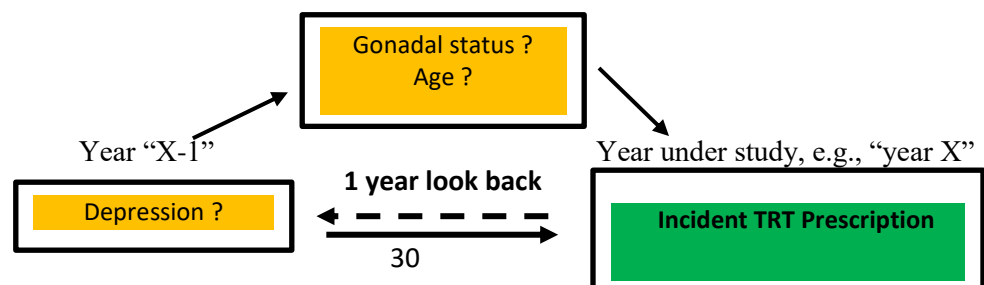 Gonadal status ?
Age ?
Year “X-1”
Year under study, e.g., “year X”
1 year look back
Depression ?
Incident TRT Prescription
30